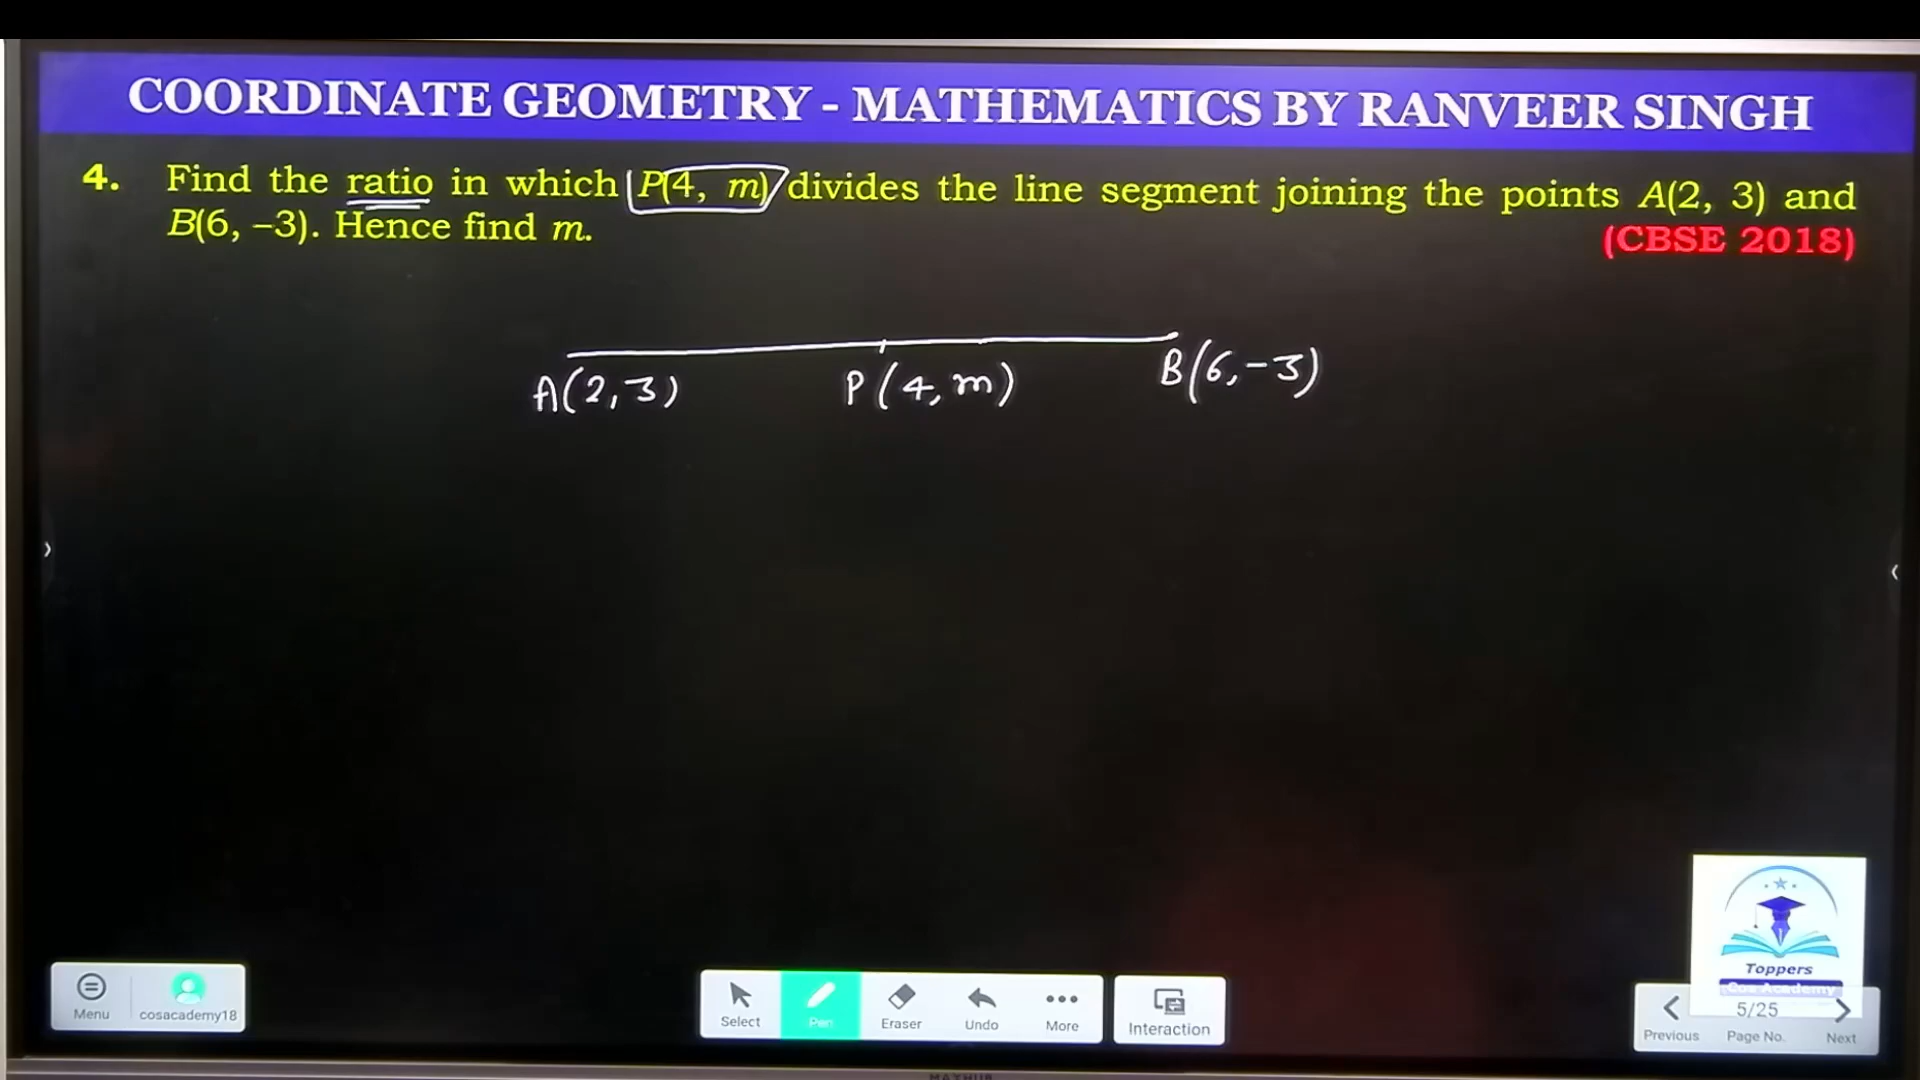 COORDINATE GEOMETRY - MATHEMATICS BY RANVEER SINGH
4. Find the ratio in which P(4, m) divides the line segment joining the points A(2, 3) and
B(6, –3). Hence find m.
(CBSE 2018)
A(2,3) P(4,m) B(6,-3)
Toppers
Cos Academy
Menu cosacademy18
Select Pen Eraser Undo More Interaction
5/25
Previous Page No. Next